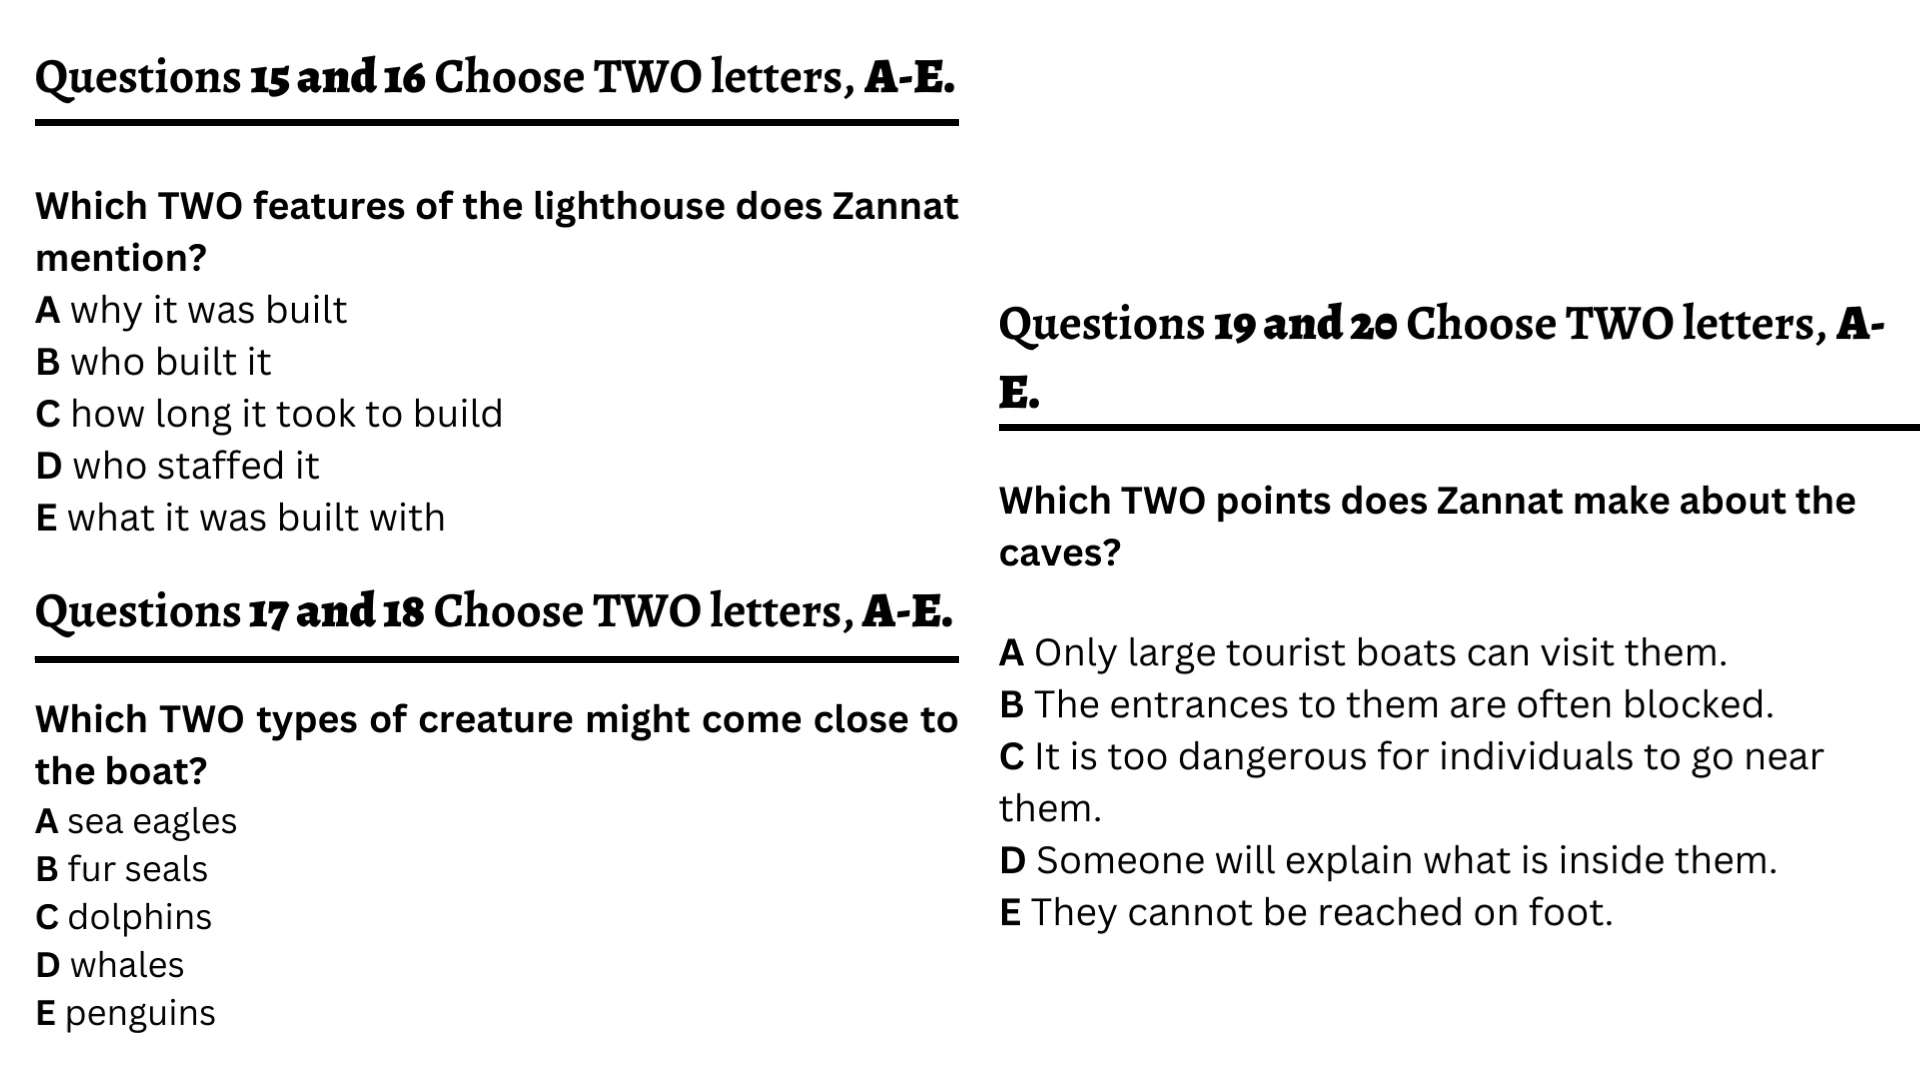 Questions 15 and 16 Choose TWO letters, A-E.
Which TWO features of the lighthouse does Zannat
mention?
A why it was built
B who built it
C how long it took to build
D who staffed it
E what it was built with
Questions 17 and 18 Choose TWO letters, A-E.
Which TWO types of creature might come close to
the boat?
A sea eagles
B fur seals
C dolphins
D whales
E penguins
Questions 19 and 20 Choose TWO letters, A-
E.
Which TWO points does Zannat make about the
caves?
A Only large tourist boats can visit them.
B The entrances to them are often blocked.
C It is too dangerous for individuals to go near
them.
D Someone will explain what is inside them.
E They cannot be reached on foot.